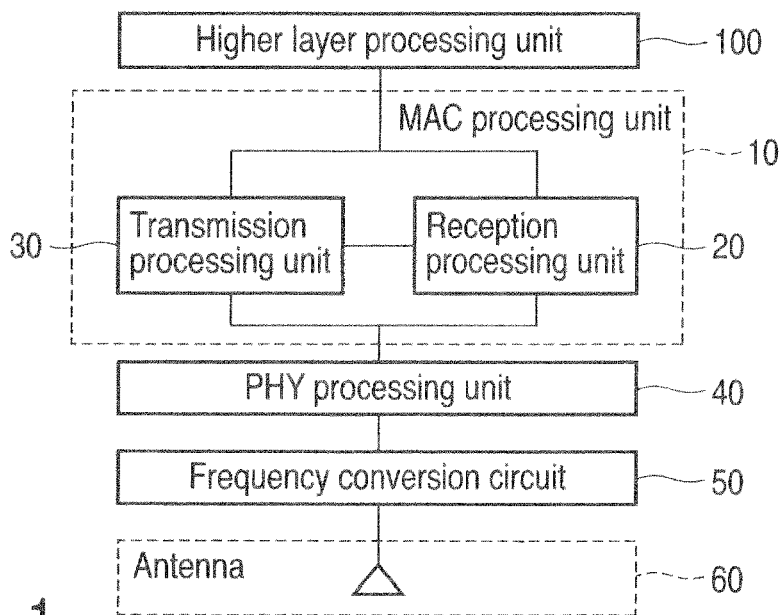 Higher layer processing unit
100
MAC processing unit
10
30
Transmission
processing unit
Reception
processing unit
20
PHY processing unit
40
Frequency conversion circuit
50
Antenna
60
1